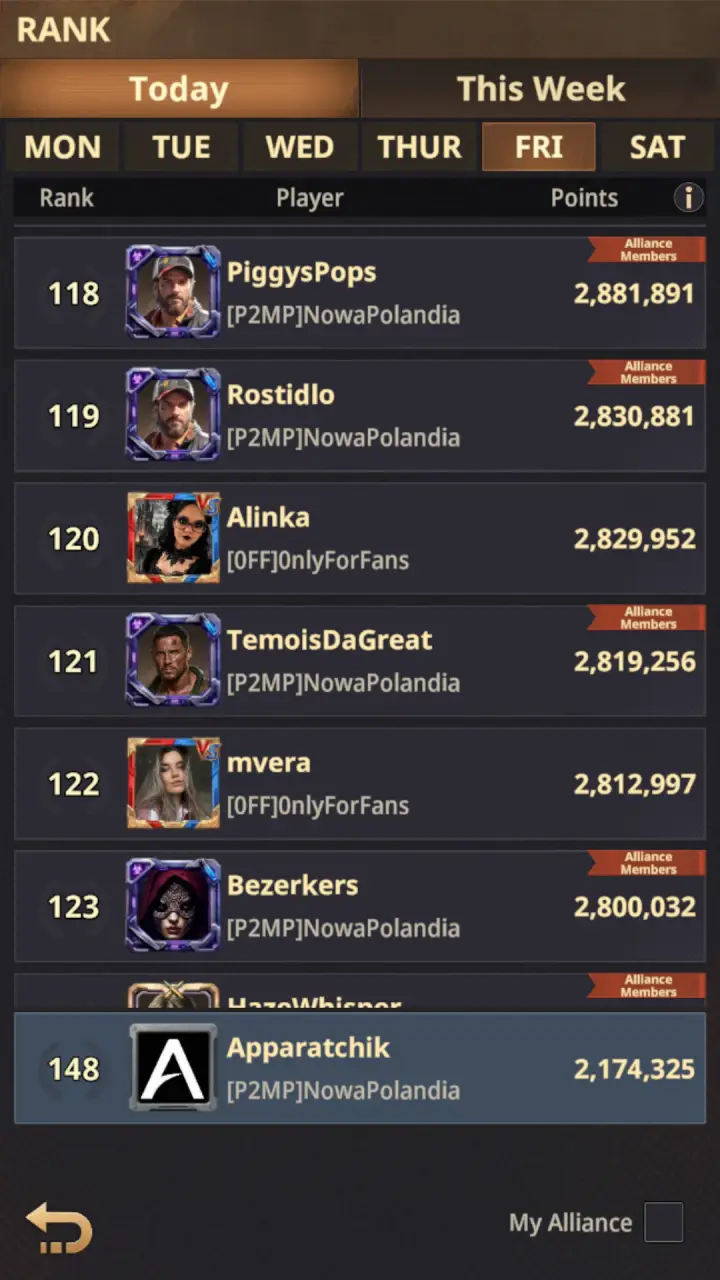 RANK
Today
This Week
MON TUE WED THUR FRI SAT
Rank Player Points i
Alliance
Members
118 PiggysPops 2,881,891
[P2MP]NowaPolandia
Alliance
Members
119 Rostidlo 2,830,881
[P2MP]NowaPolandia
VS
120 Alinka 2,829,952
[0FF]0nlyForFans
Alliance
Members
121 TemoisDaGreat 2,819,256
[P2MP]NowaPolandia
VS
122 mvera 2,812,997
[0FF]0nlyForFans
Alliance
Members
123 Bezerkers 2,800,032
[P2MP]NowaPolandia
Alliance
Members
HazeWhisper
148 Apparatchik 2,174,325
[P2MP]NowaPolandia
My Alliance